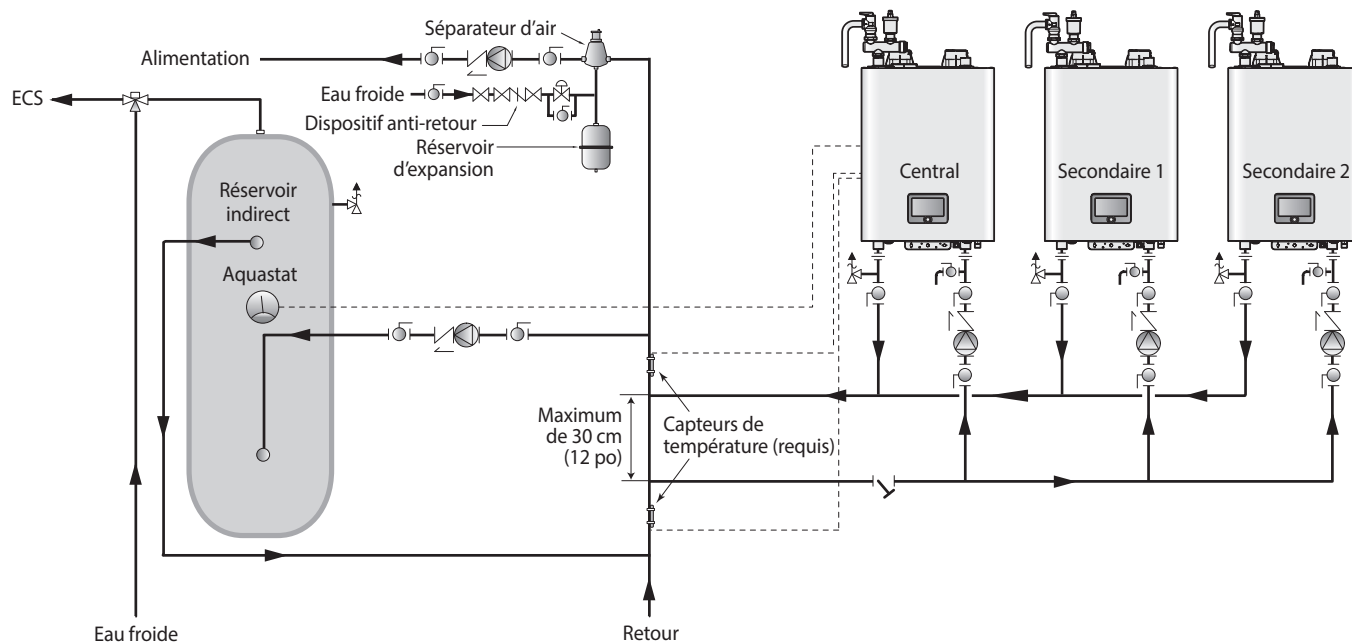 Séparateur d'air
Alimentation
ECS
Eau froide
Dispositif anti-retour
Réservoir
d'expansion
Central
Secondaire 1
Secondaire 2
Réservoir
indirect
Aquastat
Maximum
de 30 cm
(12 po)
Capteurs de
température (requis)
Eau froide
Retour